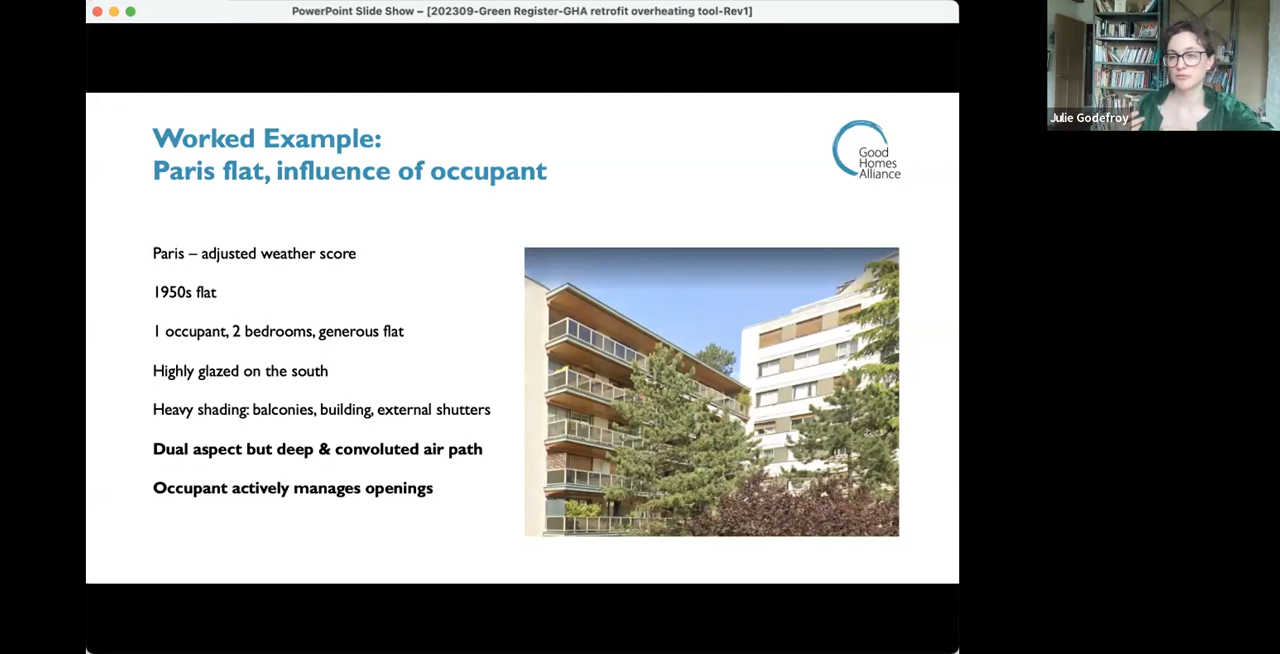 PowerPoint Slide Show – [202309-Green Register-GHA retrofit overheating tool-Rev1]
Worked Example:
Paris flat, influence of occupant
Good
Homes
Alliance
Paris – adjusted weather score
1950s flat
1 occupant, 2 bedrooms, generous flat
Highly glazed on the south
Heavy shading: balconies, building, external shutters
Dual aspect but deep & convoluted air path
Occupant actively manages openings
Julie Godefroy